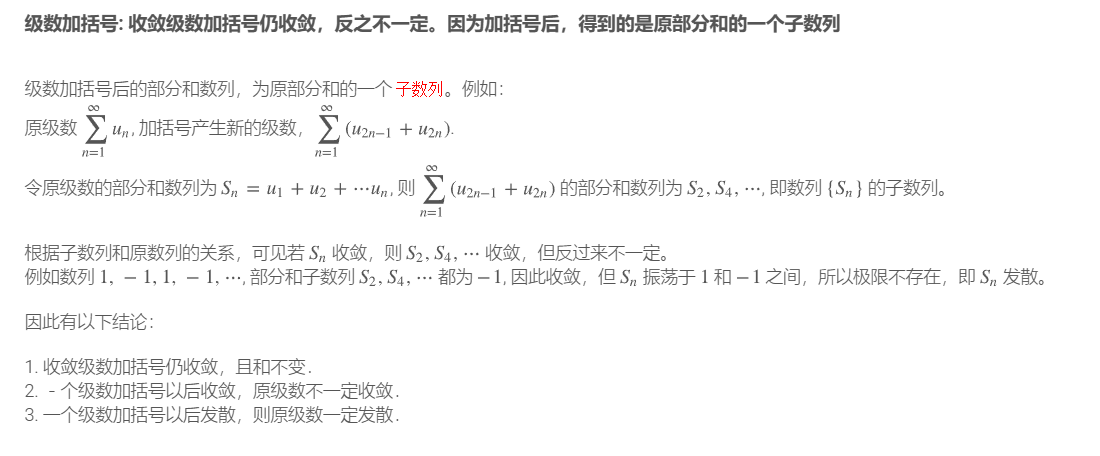 级数加括号: 收敛级数加括号仍收敛，反之不一定。因为加括号后，得到的是原部分和的一个子数列
级数加括号后的部分和数列，为原部分和的一个 子数列。例如：
原级数 $\sum_{n=1}^{\infty} u_n$, 加括号产生新的级数， $\sum_{n=1}^{\infty} (u_{2n-1} + u_{2n})$.
令原级数的部分和数列为 $S_n = u_1 + u_2 + \cdots u_n$, 则 $\sum_{n=1}^{\infty} (u_{2n-1} + u_{2n})$ 的部分和数列为 $S_2, S_4, \cdots$, 即数列 $\{S_n\}$ 的子数列。
根据子数列和原数列的关系，可见若 $S_n$ 收敛，则 $S_2, S_4, \cdots$ 收敛，但反过来不一定。
例如数列 $1, -1, 1, -1, \cdots$, 部分和子数列 $S_2, S_4, \cdots$ 都为 $-1$, 因此收敛，但 $S_n$ 振荡于 $1$ 和 $-1$ 之间，所以极限不存在，即 $S_n$ 发散。
因此有以下结论：
1. 收敛级数加括号仍收敛，且和不变.
2. - 个级数加括号以后收敛，原级数不一定收敛.
3. 一个级数加括号以后发散，则原级数一定发散.